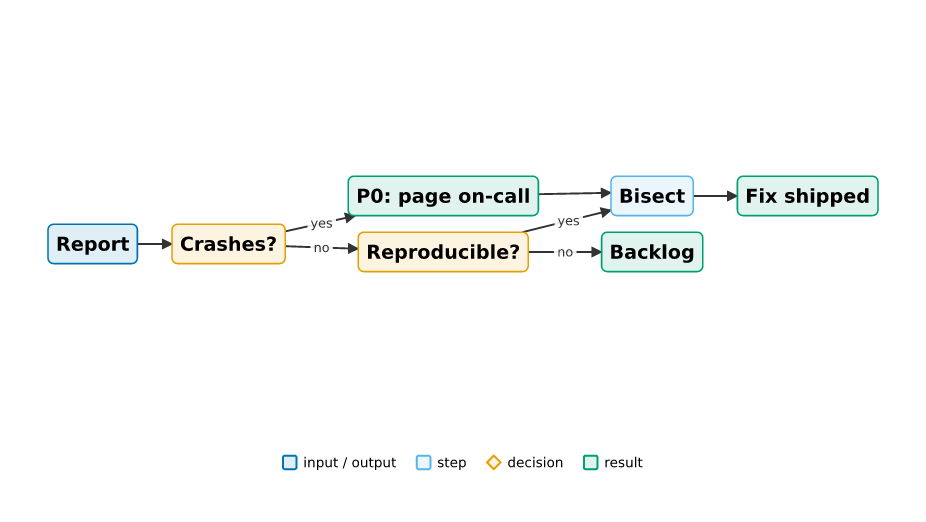 Report
Crashes?
yes
no
P0: page on-call
Reproducible?
yes
no
Bisect
Backlog
Fix shipped
input / output
step
decision
result